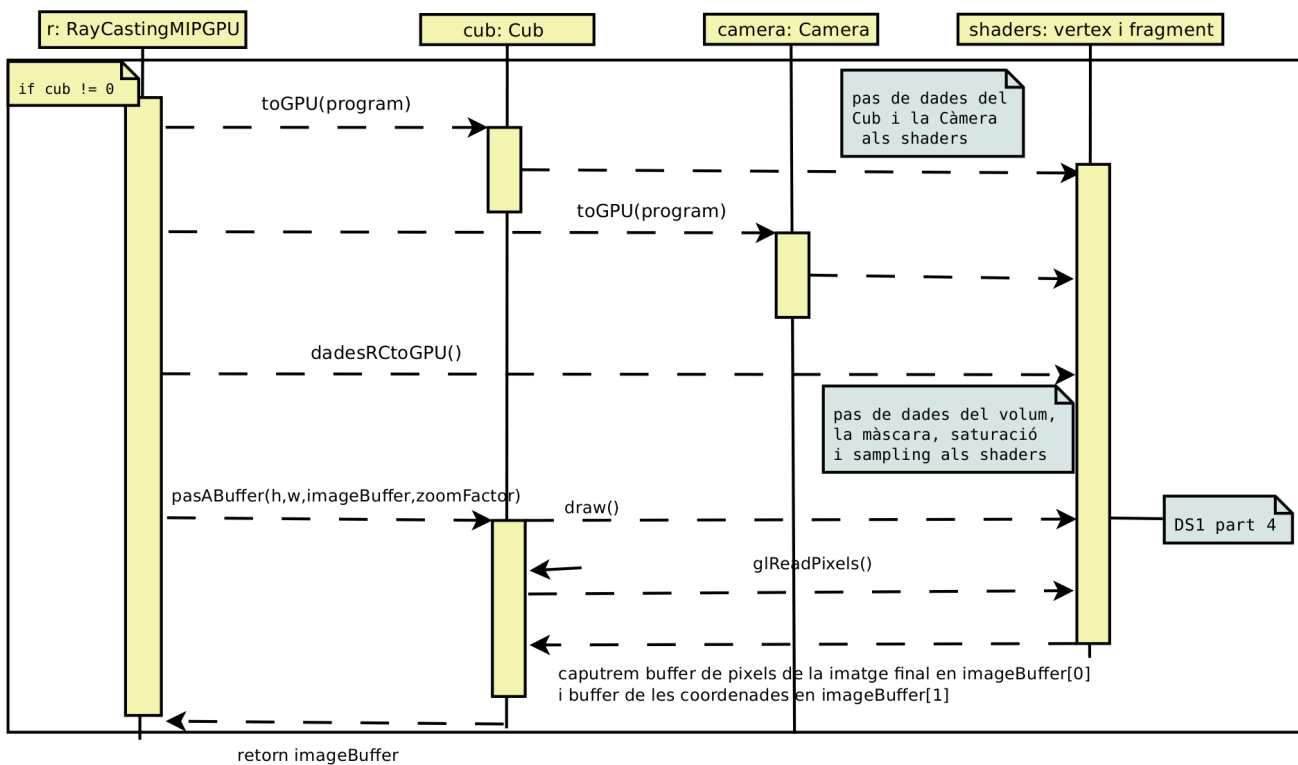 r: RayCastingMIPGPU
cub: Cub
camera: Camera
shaders: vertex i fragment
if cub != 0
toGPU(program)
pas de dades del
Cub i la Càmera
als shaders
toGPU(program)
dadesRCtoGPU()
pas de dades del volum,
la màscara, saturació
i sampling als shaders
pasABuffer(h,w,imageBuffer,zoomFactor)
draw()
DS1 part 4
glReadPixels()
caputrem buffer de pixels de la imatge final en imageBuffer[0]
i buffer de les coordenades en imageBuffer[1]
retorn imageBuffer